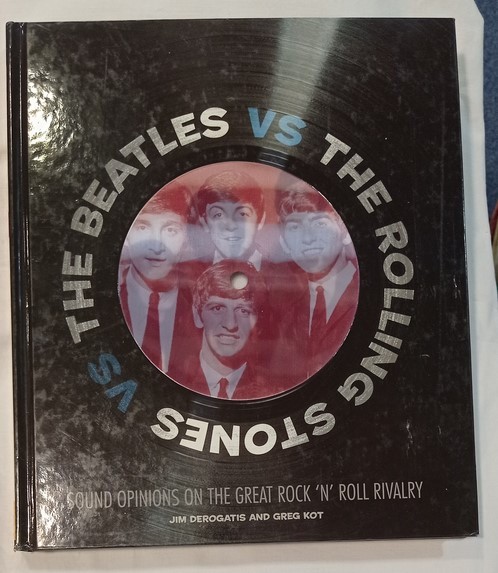 THE BEATLES VS THE ROLLING STONES VS
SOUND OPINIONS ON THE GREAT ROCK 'N' ROLL RIVALRY
JIM DEROGATIS AND GREG KOT